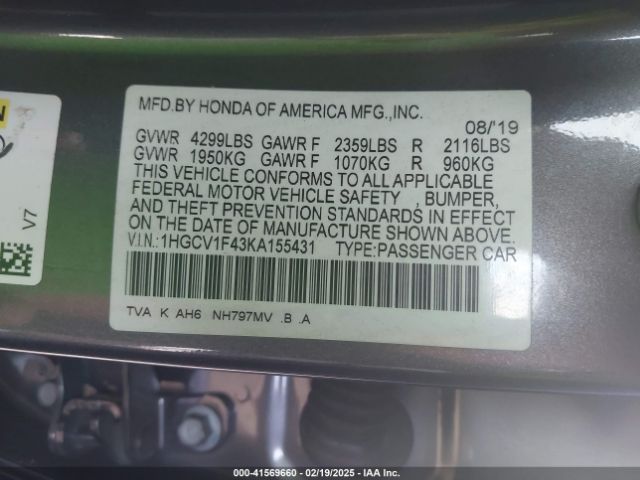 N
V7
MFD.BY HONDA OF AMERICA MFG.,INC.
08/'19
GVWR 4299LBS GAWR F 2359LBS R 2116LBS
GVWR 1950KG GAWR F 1070KG R 960KG
THIS VEHICLE CONFORMS TO ALL APPLICABLE
FEDERAL MOTOR VEHICLE SAFETY , BUMPER,
AND THEFT PREVENTION STANDARDS IN EFFECT
ON THE DATE OF MANUFACTURE SHOWN ABOVE.
V.I.N.:1HGCV1F43KA155431 TYPE:PASSENGER CAR
TVA K AH6 NH797MV .B .A
000-41569660 - 02/19/2025 - IAA Inc.